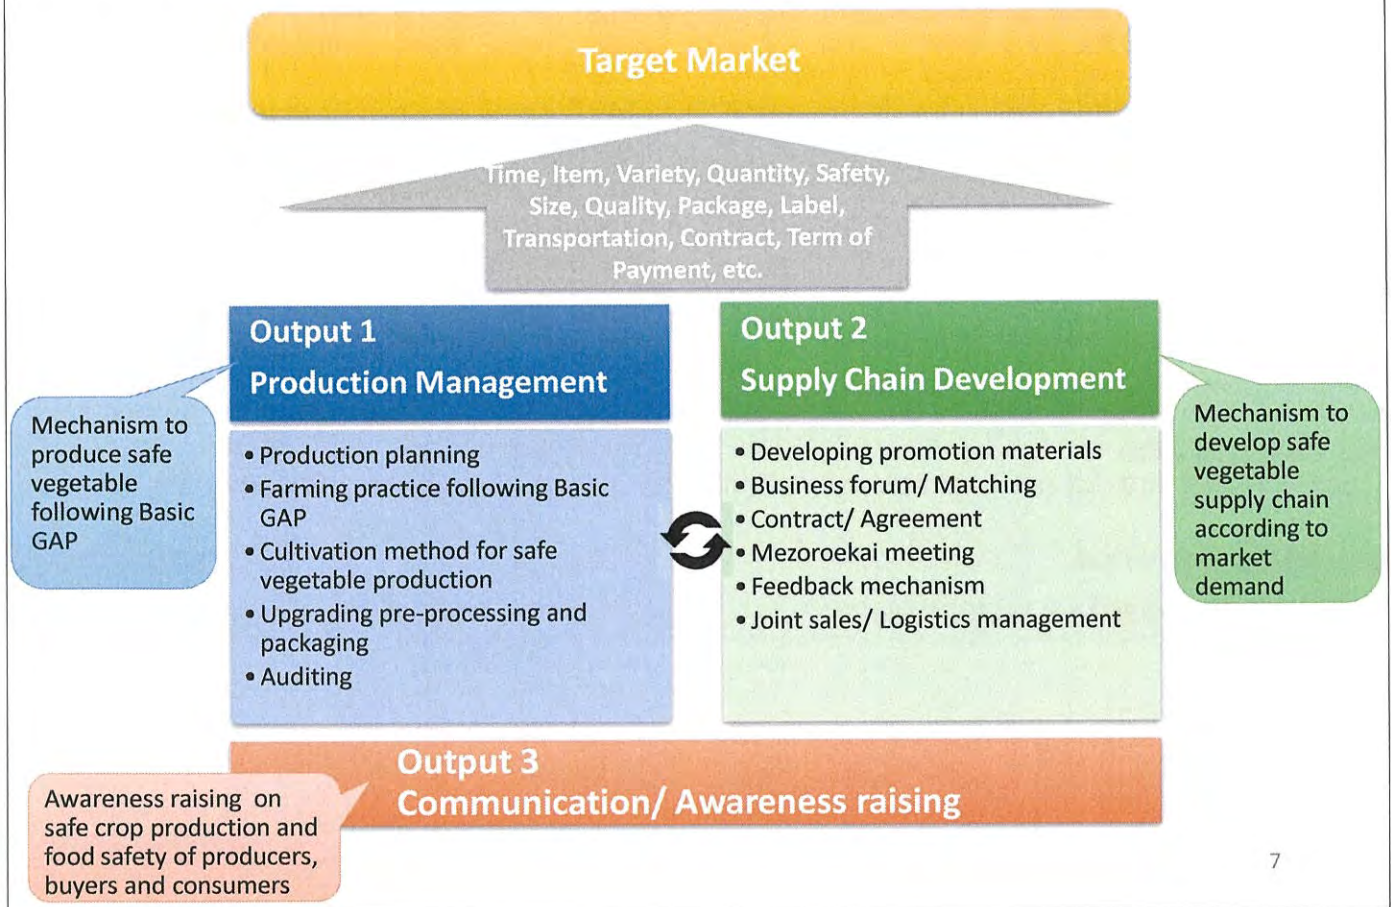 Target Market
Time, Item, Variety, Quantity, Safety,
Size, Quality, Package, Label,
Transportation, Contract, Term of
Payment, etc.
Output 1
Production Management
Output 2
Supply Chain Development
Mechanism to
produce safe
vegetable
following Basic
GAP
• Production planning
• Farming practice following Basic
GAP
• Cultivation method for safe
vegetable production
• Upgrading pre-processing and
packaging
• Auditing
• Developing promotion materials
• Business forum/ Matching
• Contract/ Agreement
• Mezoroekai meeting
• Feedback mechanism
• Joint sales/ Logistics management
Mechanism to
develop safe
vegetable
supply chain
according to
market
demand
Output 3
Communication/ Awareness raising
Awareness raising on
safe crop production and
food safety of producers,
buyers and consumers
7